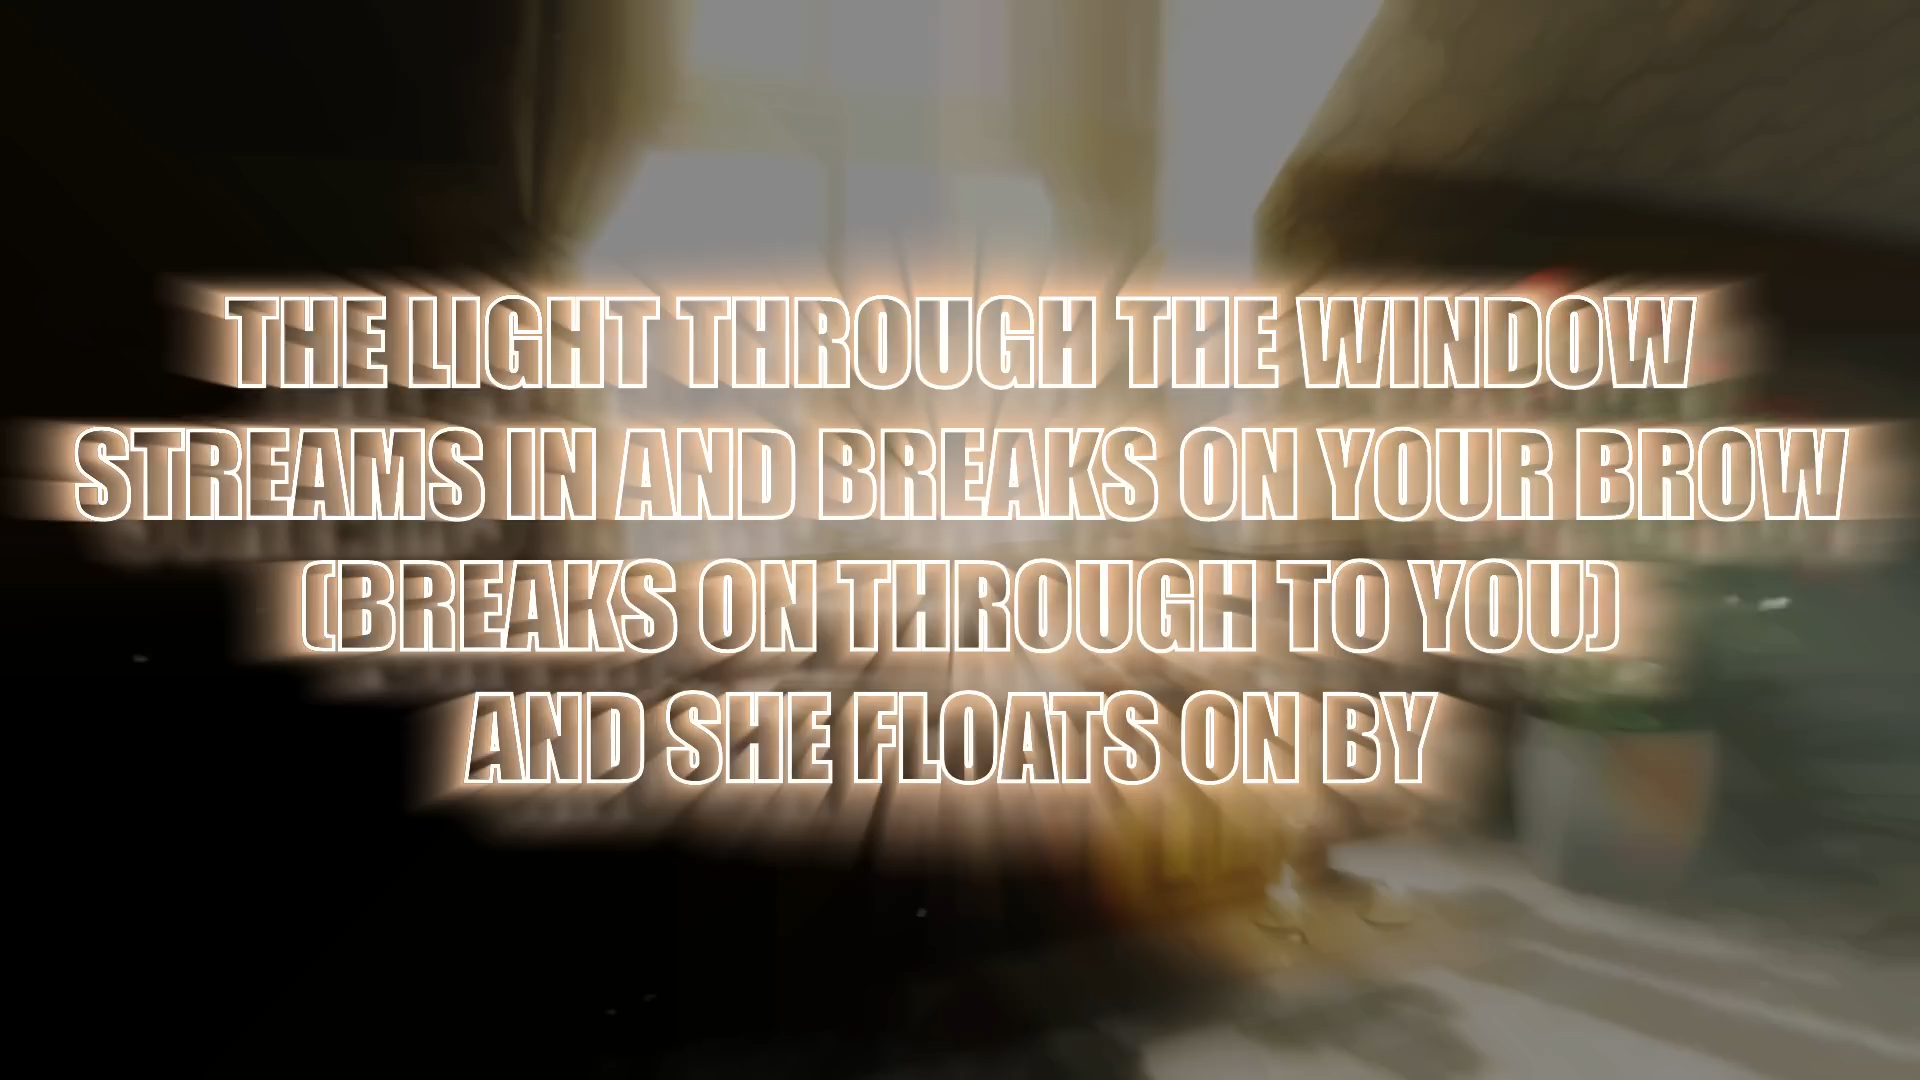 THE LIGHT THROUGH THE WINDOW
STREAMS IN AND BREAKS ON YOUR BROW
(BREAKS ON THROUGH TO YOU)
AND SHE FLOATS ON BY